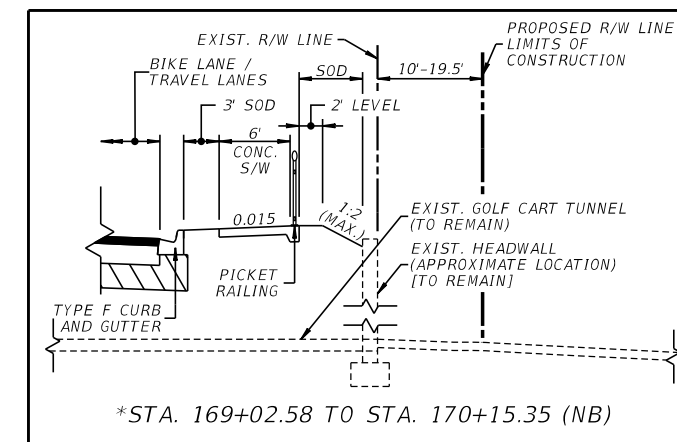 EXIST. R/W LINE
PROPOSED R/W LINE
LIMITS OF
CONSTRUCTION
BIKE LANE /
TRAVEL LANES
SOD
10'-19.5'
3' SOD
2' LEVEL
6'
CONC.
S/W
0.015
1:2
(MAX.)
EXIST. GOLF CART TUNNEL
(TO REMAIN)
EXIST. HEADWALL
(APPROXIMATE LOCATION)
[TO REMAIN]
PICKET
RAILING
TYPE F CURB
AND GUTTER
*STA. 169+02.58 TO STA. 170+15.35 (NB)